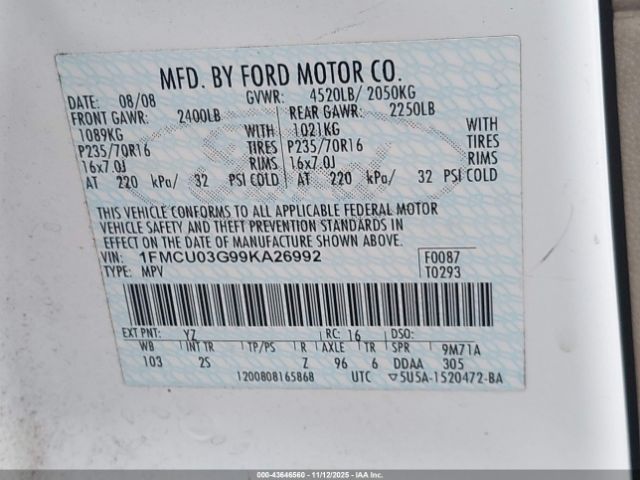 MFD. BY FORD MOTOR CO.
DATE: 08/08 GVWR: 4520LB/ 2050KG
FRONT GAWR: 2400LB REAR GAWR: 2250LB
1089KG WITH 1021KG WITH
P235/70R16 TIRES P235/70R16 TIRES
16x7.0J RIMS 16x7.0J RIMS
AT 220 kPa/ 32 PSI COLD AT 220 kPa/ 32 PSI COLD
THIS VEHICLE CONFORMS TO ALL APPLICABLE FEDERAL MOTOR
VEHICLE SAFETY AND THEFT PREVENTION STANDARDS IN
EFFECT ON THE DATE OF MANUFACTURE SHOWN ABOVE.
VIN: 1FMCU03G99KA26992 F0087
TYPE: MPV T0293
EXT PNT: YZ RC: 16 DSO:
WB INT TR TP/PS R AXLE TR SPR 9M71A
103 2S Z 96 6 DDAA 305
1200808165868 UTC ▽5U5A-1520472-BA
000-43646560 - 11/12/2025 - IAA Inc.